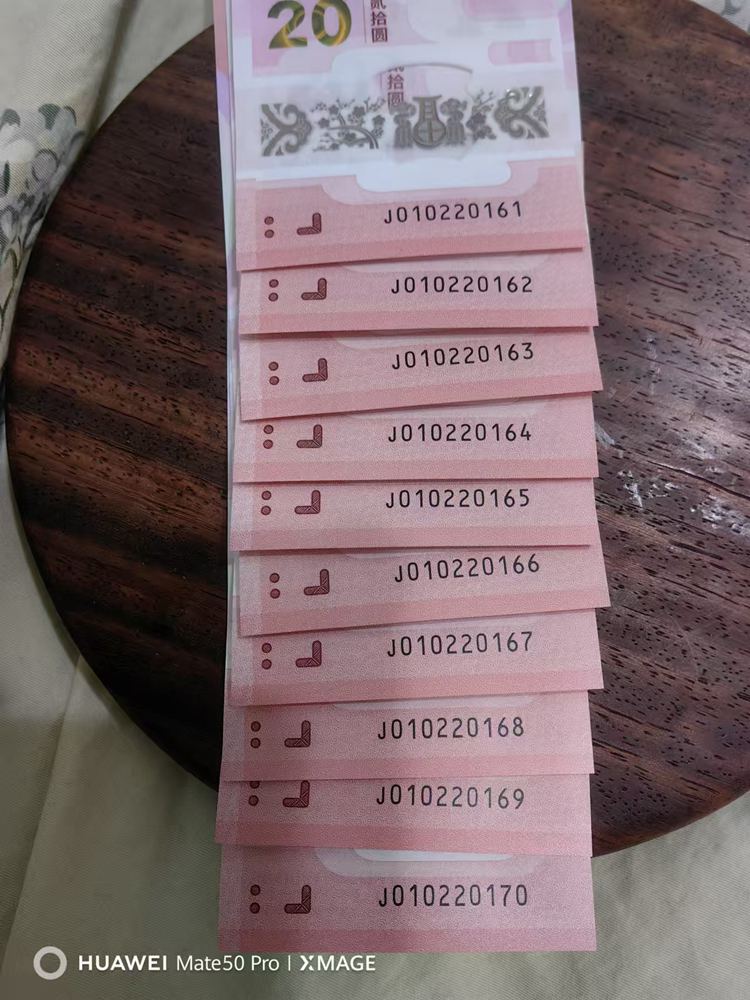 20
贰拾圆
拾圆
J010220161
J010220162
J010220163
J010220164
J010220165
J010220166
J010220167
J010220168
J010220169
J010220170
HUAWEI Mate50 Pro | XMAGE